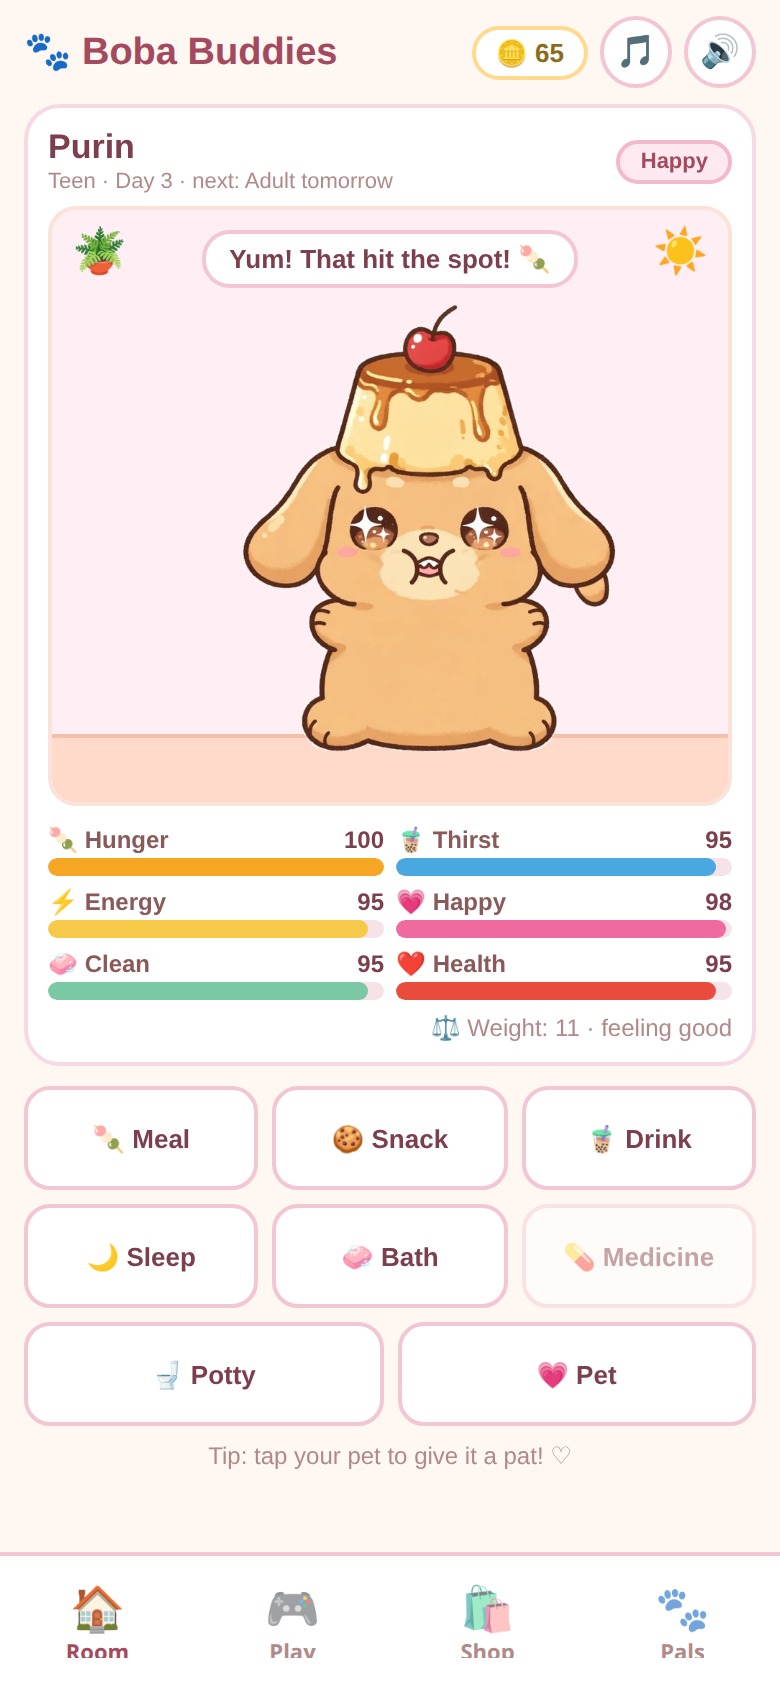 Boba Buddies
65
Purin
Teen · Day 3 · next: Adult tomorrow
Happy
Yum! That hit the spot! 🍡
Hunger 100
Thirst 95
Energy 95
Happy 98
Clean 95
Health 95
Weight: 11 · feeling good
Meal
Snack
Drink
Sleep
Bath
Medicine
Potty
Pet
Tip: tap your pet to give it a pat! ♡
Room
Play
Shop
Pals